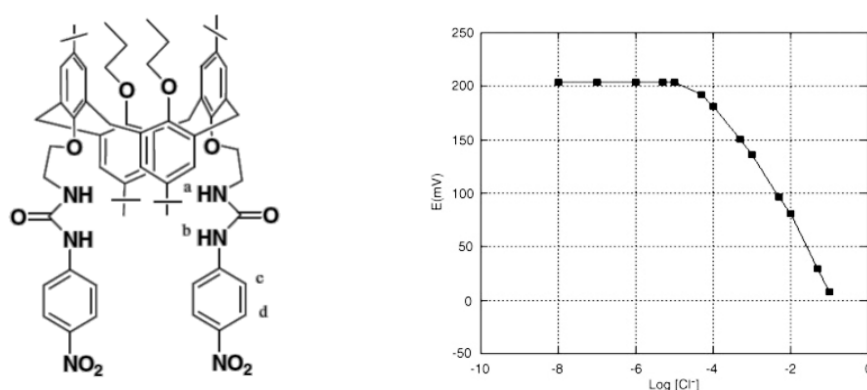 O
O
O
O
a
NH
HN
O
O
b
NH
HN
c
d
NO₂
NO₂
250
200
150
100
50
0
-50
E(mV)
-10
-8
-6
-4
-2
Log [Cl⁻]